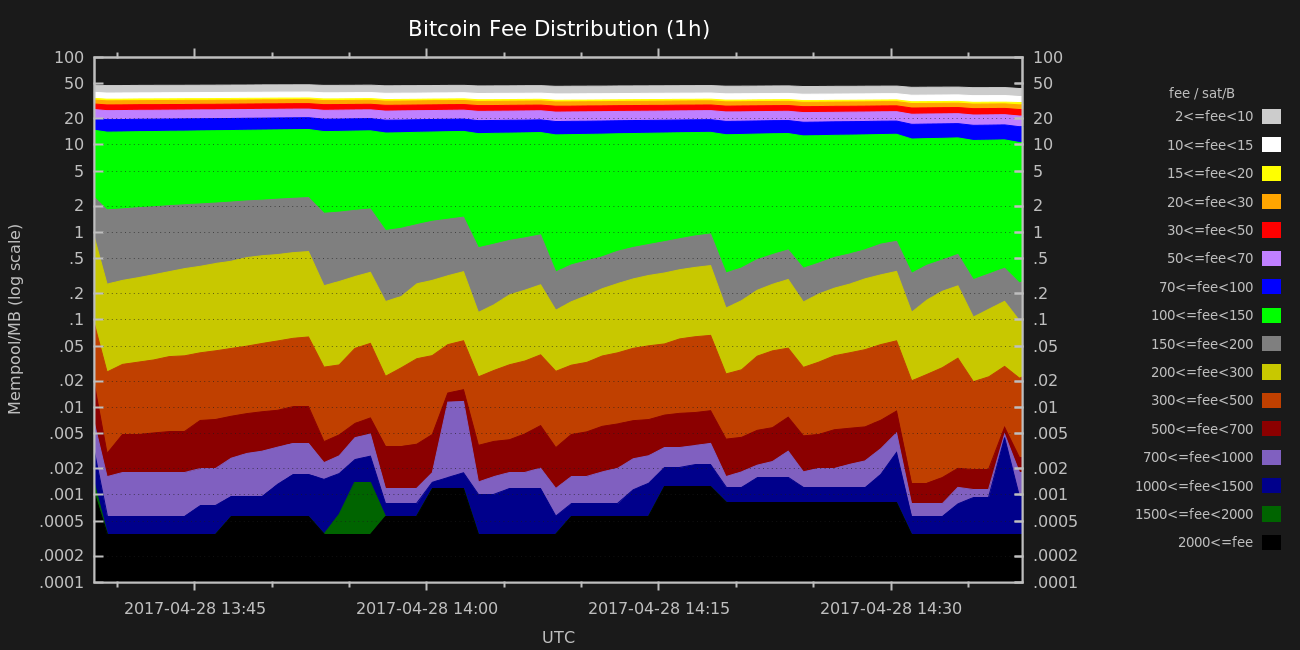 Bitcoin Fee Distribution (1h)
100
50
20
10
5
2
1
.5
.2
.1
.05
.02
.01
.005
.002
.001
.0005
.0002
.0001
Mempool/MB (log scale)
100
50
20
10
5
2
1
.5
.2
.1
.05
.02
.01
.005
.002
.001
.0005
.0002
.0001
2017-04-28 13:45
2017-04-28 14:00
2017-04-28 14:15
2017-04-28 14:30
UTC
fee / sat/B
2<=fee<10
10<=fee<15
15<=fee<20
20<=fee<30
30<=fee<50
50<=fee<70
70<=fee<100
100<=fee<150
150<=fee<200
200<=fee<300
300<=fee<500
500<=fee<700
700<=fee<1000
1000<=fee<1500
1500<=fee<2000
2000<=fee